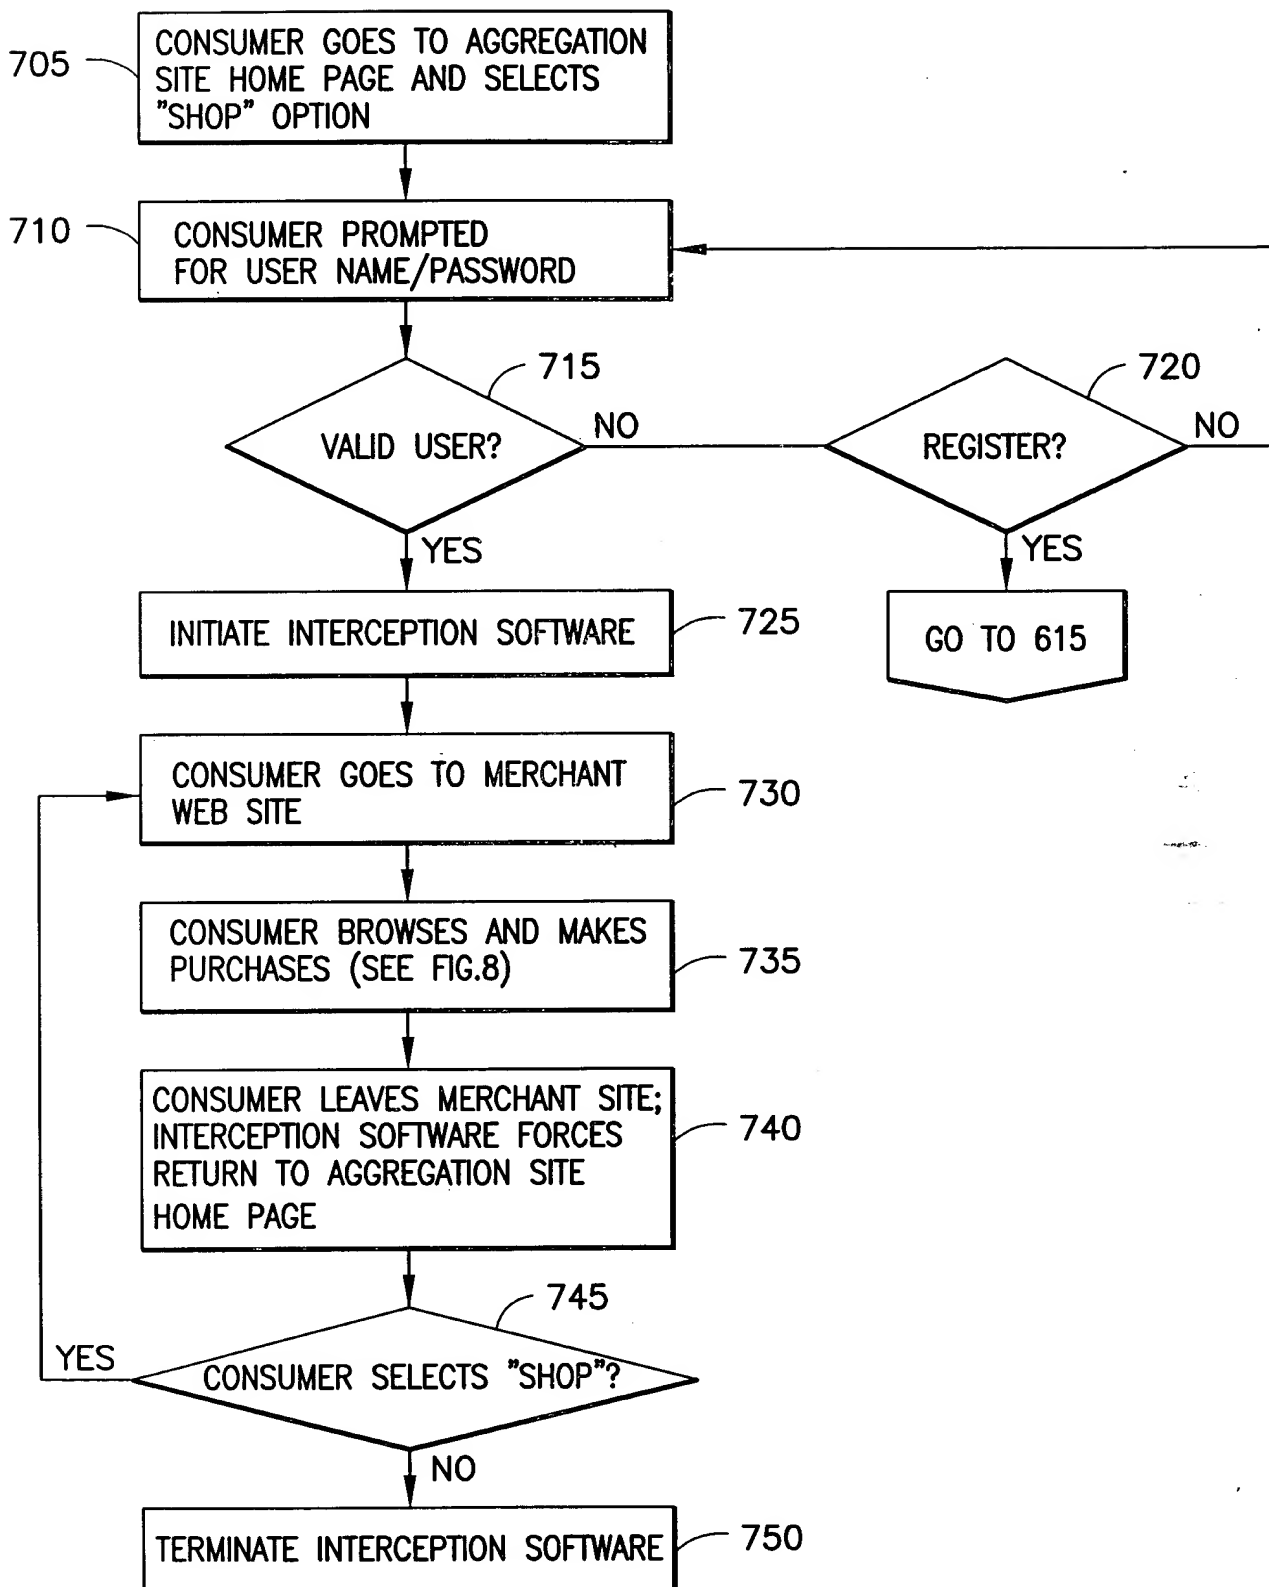 705
CONSUMER GOES TO AGGREGATION
SITE HOME PAGE AND SELECTS
"SHOP" OPTION
710
CONSUMER PROMPTED
FOR USER NAME/PASSWORD
715
VALID USER?
NO
720
REGISTER?
NO
YES
YES
INITIATE INTERCEPTION SOFTWARE
725
GO TO 615
CONSUMER GOES TO MERCHANT
WEB SITE
730
CONSUMER BROWSES AND MAKES
PURCHASES (SEE FIG.8)
735
CONSUMER LEAVES MERCHANT SITE;
INTERCEPTION SOFTWARE FORCES
RETURN TO AGGREGATION SITE
HOME PAGE
740
745
YES
CONSUMER SELECTS "SHOP"?
NO
TERMINATE INTERCEPTION SOFTWARE
750